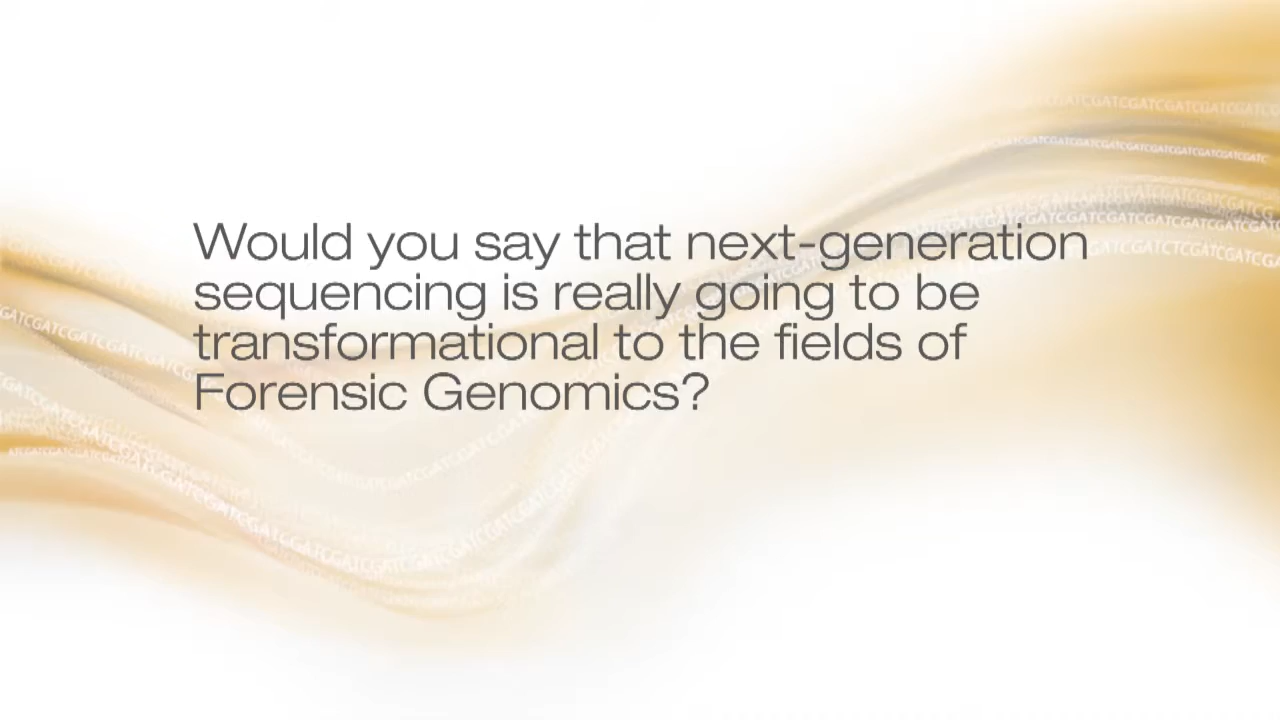 Would you say that next-generation
sequencing is really going to be
transformational to the fields of
Forensic Genomics?